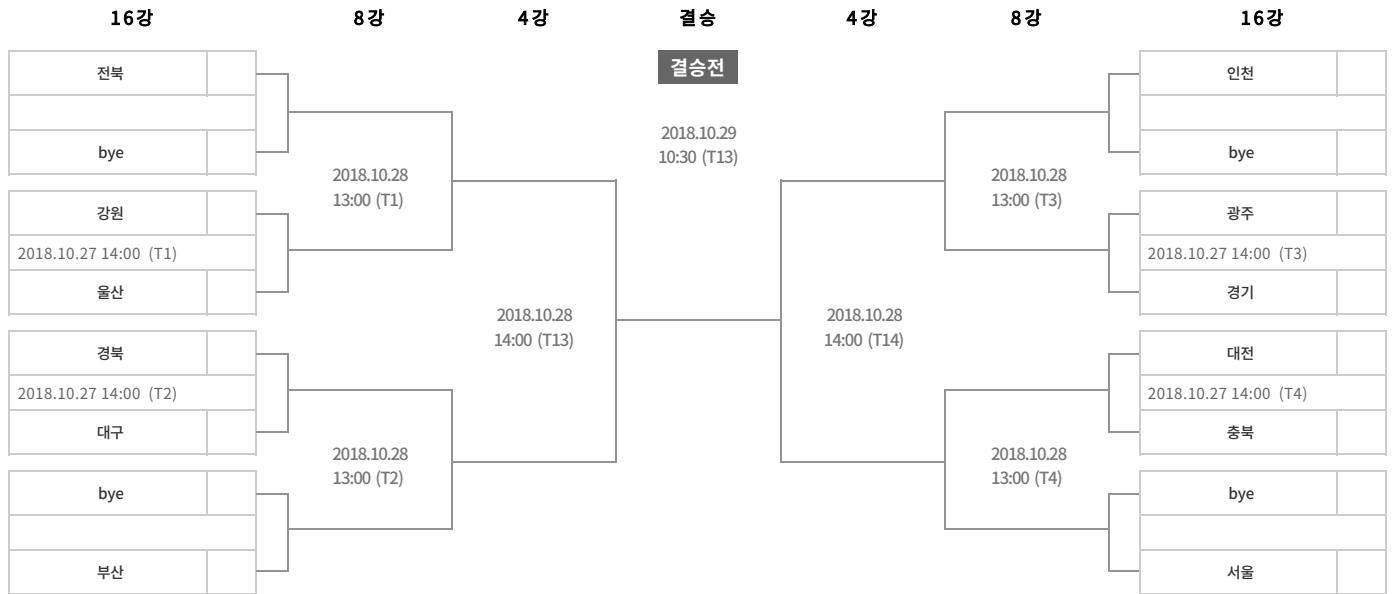 16강 8강 4강 결승 4강 8강 16강
결승전
전북
bye
강원
2018.10.27 14:00 (T1)
울산
경북
2018.10.27 14:00 (T2)
대구
bye
부산
2018.10.28
13:00 (T1)
2018.10.28
13:00 (T2)
2018.10.28
14:00 (T13)
2018.10.29
10:30 (T13)
2018.10.28
14:00 (T14)
2018.10.28
13:00 (T3)
2018.10.28
13:00 (T4)
인천
bye
광주
2018.10.27 14:00 (T3)
경기
대전
2018.10.27 14:00 (T4)
충북
bye
서울